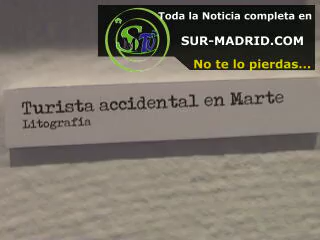 Toda la Noticia completa en
SUR-MADRID.COM
No te lo pierdas...
Turista accidental en Marte
Litografía